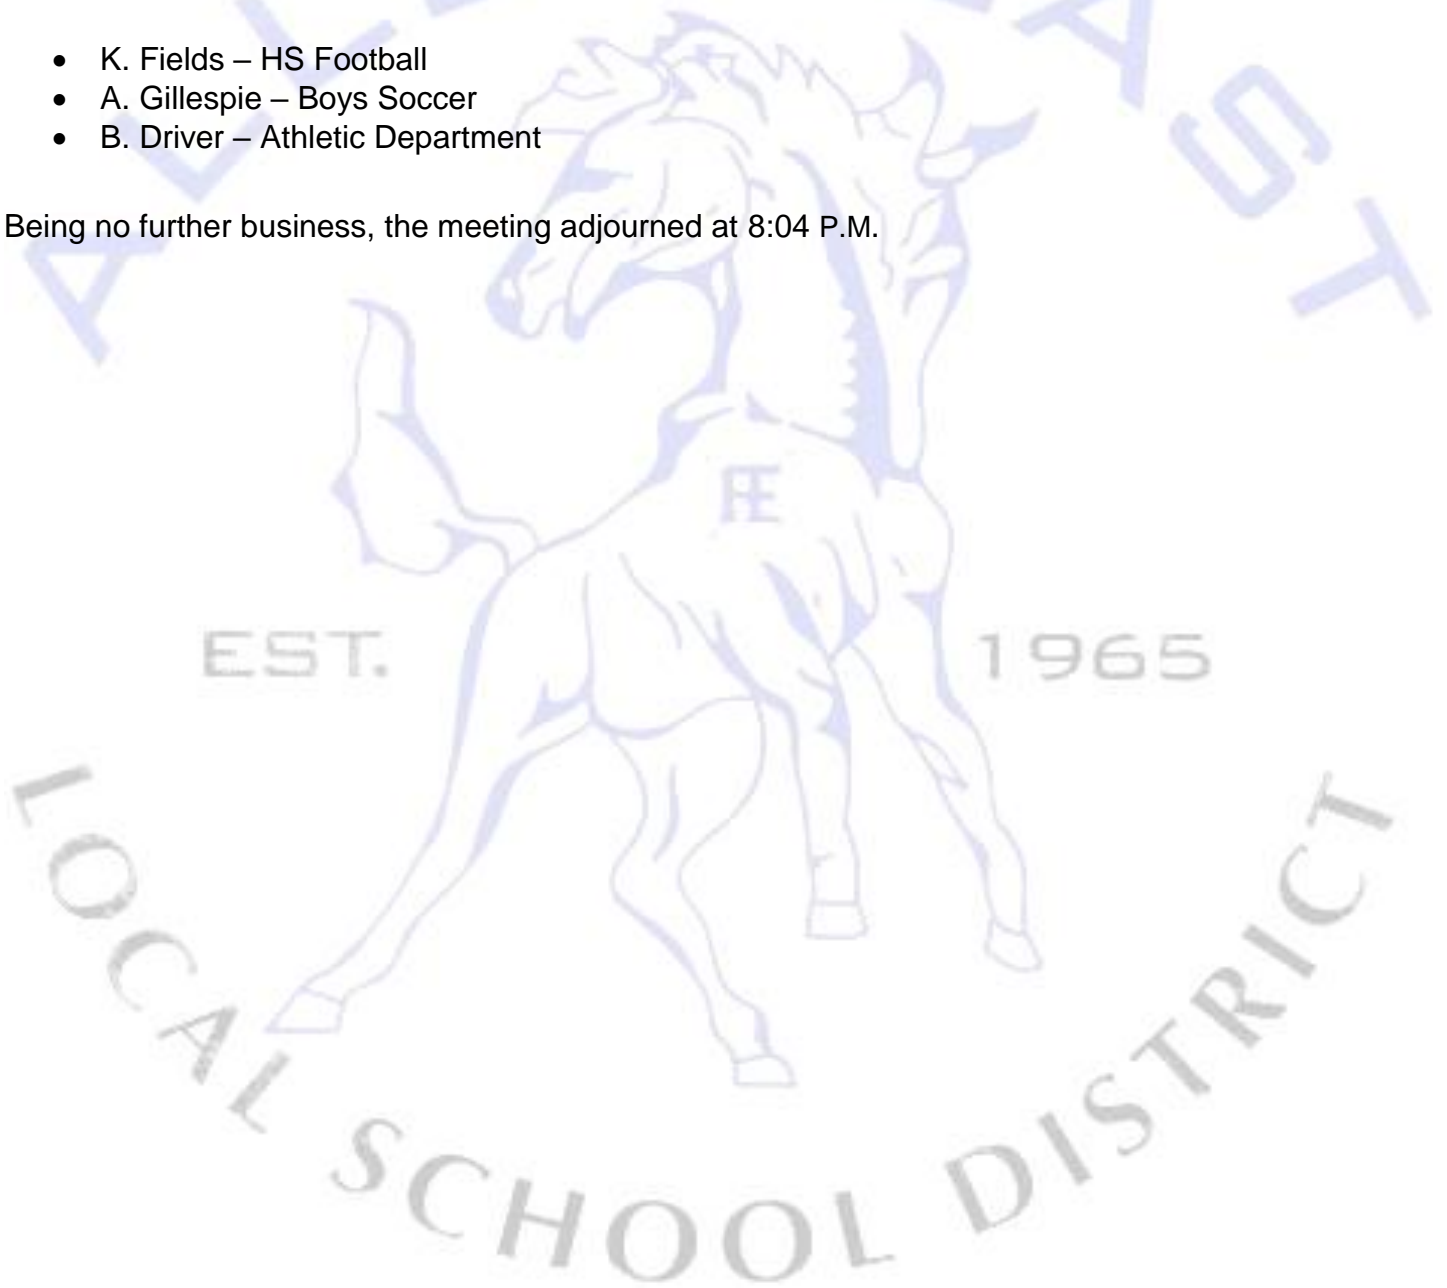 • K. Fields – HS Football
• A. Gillespie – Boys Soccer
• B. Driver – Athletic Department
Being no further business, the meeting adjourned at 8:04 P.M.
EAST
Æ
EST. 1965
LOCAL SCHOOL DISTRICT